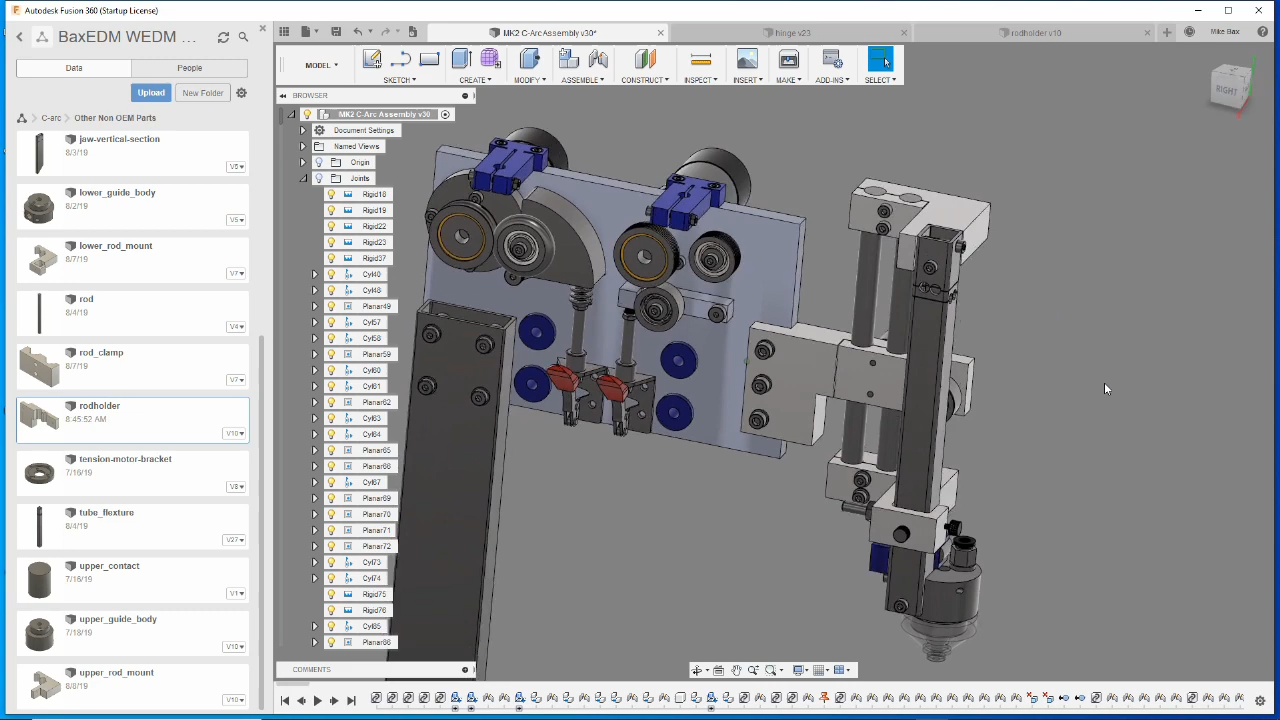 Autodesk Fusion 360 (Startup License)
BaxEDM WEDM ...
Data
People
Upload
New Folder
C-arc
Other Non OEM Parts
jaw-vertical-section
8/3/19
V5
lower_guide_body
8/2/19
V5
lower_rod_mount
8/7/19
V7
rod
8/4/19
V4
rod_clamp
8/7/19
V7
rodholder
8:45:52 AM
V10
tension-motor-bracket
7/16/19
V8
tube_flexture
8/4/19
V27
upper_contact
7/16/19
V1
upper_guide_body
7/18/19
V10
upper_rod_mount
8/8/19
V10
MK2 C-Arc Assembly v30*
hinge v23
rodholder v10
Mike Bax
MODEL
SKETCH
CREATE
MODIFY
ASSEMBLE
CONSTRUCT
INSPECT
INSERT
MAKE
ADD-INS
SELECT
BROWSER
MK2 C-Arc Assembly v30
Document Settings
Named Views
Origin
Joints
Rigid18
Rigid19
Rigid22
Rigid23
Rigid37
Cyl40
Cyl48
Planar49
Cyl57
Cyl58
Planar59
Cyl60
Cyl61
Planar62
Cyl63
Cyl64
Planar65
Planar66
Cyl67
Planar69
Planar70
Planar71
Planar72
Cyl73
Cyl74
Rigid75
Rigid76
Cyl85
Planar86
RIGHT
COMMENTS